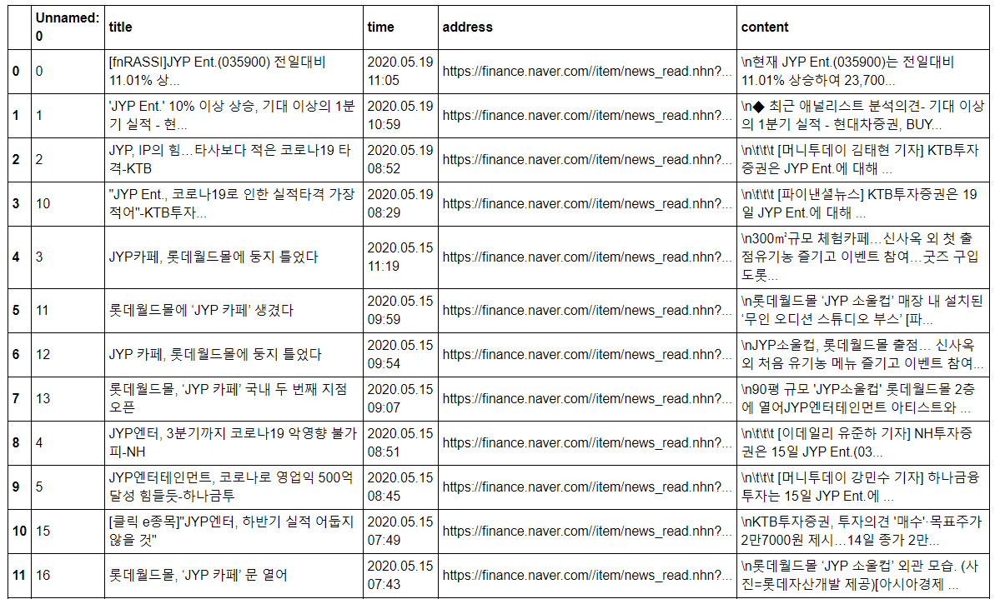 Unnamed: 0 title time address content
0 0 [fnRASSI]JYP Ent.(035900) 전일대비 11.01% 상... 2020.05.19 11:05 https://finance.naver.com//item/news_read.nhn?... \n현재 JYP Ent.(035900)는 전일대비 11.01% 상승하여 23,700...
1 1 'JYP Ent.' 10% 이상 상승, 기대 이상의 1분기 실적 - 현... 2020.05.19 10:59 https://finance.naver.com//item/news_read.nhn?... \n◆ 최근 애널리스트 분석의견- 기대 이상의 1분기 실적 - 현대차증권, BUY...
2 2 JYP, IP의 힘…타사보다 적은 코로나19 타격-KTB 2020.05.19 08:52 https://finance.naver.com//item/news_read.nhn?... \n\t\t\t [머니투데이 김태현 기자] KTB투자증권은 JYP Ent.에 대해 ...
3 10 "JYP Ent., 코로나19로 인한 실적타격 가장 적어"-KTB투자... 2020.05.19 08:29 https://finance.naver.com//item/news_read.nhn?... \n\t\t\t [파이낸셜뉴스] KTB투자증권은 19일 JYP Ent.에 대해 ...
4 3 JYP카페, 롯데월드몰에 둥지 틀었다 2020.05.15 11:19 https://finance.naver.com//item/news_read.nhn?... \n300㎡규모 체험카페…신사옥 외 첫 출점유기농 즐기고 이벤트 참여…굿즈 구입도롯...
5 11 롯데월드몰에 ‘JYP 카페’ 생겼다 2020.05.15 09:59 https://finance.naver.com//item/news_read.nhn?... \n롯데월드몰 ‘JYP 소울컵’ 매장 내 설치된 ‘무인 오디션 스튜디오 부스’ [파...
6 12 JYP 카페, 롯데월드몰에 둥지 틀었다 2020.05.15 09:54 https://finance.naver.com//item/news_read.nhn?... \nJYP소울컵, 롯데월드몰 출점… 신사옥 외 처음 유기농 메뉴 즐기고 이벤트 참여...
7 13 롯데월드몰, ‘JYP 카페’ 국내 두 번째 지점 오픈 2020.05.15 09:07 https://finance.naver.com//item/news_read.nhn?... \n90평 규모 'JYP소울컵' 롯데월드몰 2층에 열어JYP엔터테인먼트 아티스트와 ...
8 4 JYP엔터, 3분기까지 코로나19 악영향 불가피-NH 2020.05.15 08:51 https://finance.naver.com//item/news_read.nhn?... \n\t\t\t [이데일리 유준하 기자] NH투자증권은 15일 JYP Ent.(03...
9 5 JYP엔터테인먼트, 코로나로 영업익 500억 달성 힘들듯-하나금투 2020.05.15 08:45 https://finance.naver.com//item/news_read.nhn?... \n\t\t\t [머니투데이 강민수 기자] 하나금융투자는 15일 JYP Ent.에 ...
10 15 [클릭 e종목]"JYP엔터, 하반기 실적 어둡지 않을 것" 2020.05.15 07:49 https://finance.naver.com//item/news_read.nhn?... \nKTB투자증권, 투자의견 '매수'·목표주가 2만7000원 제시…14일 종가 2만...
11 16 롯데월드몰, ‘JYP 카페’ 문 열어 2020.05.15 07:43 https://finance.naver.com//item/news_read.nhn?... \n롯데월드몰 ‘JYP 소울컵’ 외관 모습. (사진=롯데자산개발 제공)[아시아경제 ...